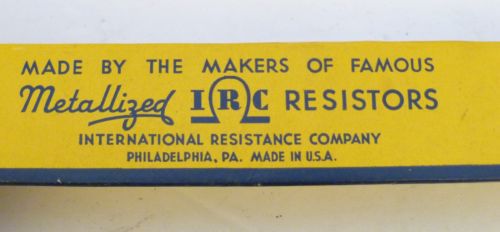 MADE BY THE MAKERS OF FAMOUS
Metallized IRC RESISTORS
INTERNATIONAL RESISTANCE COMPANY
PHILADELPHIA, PA. MADE IN U.S.A.